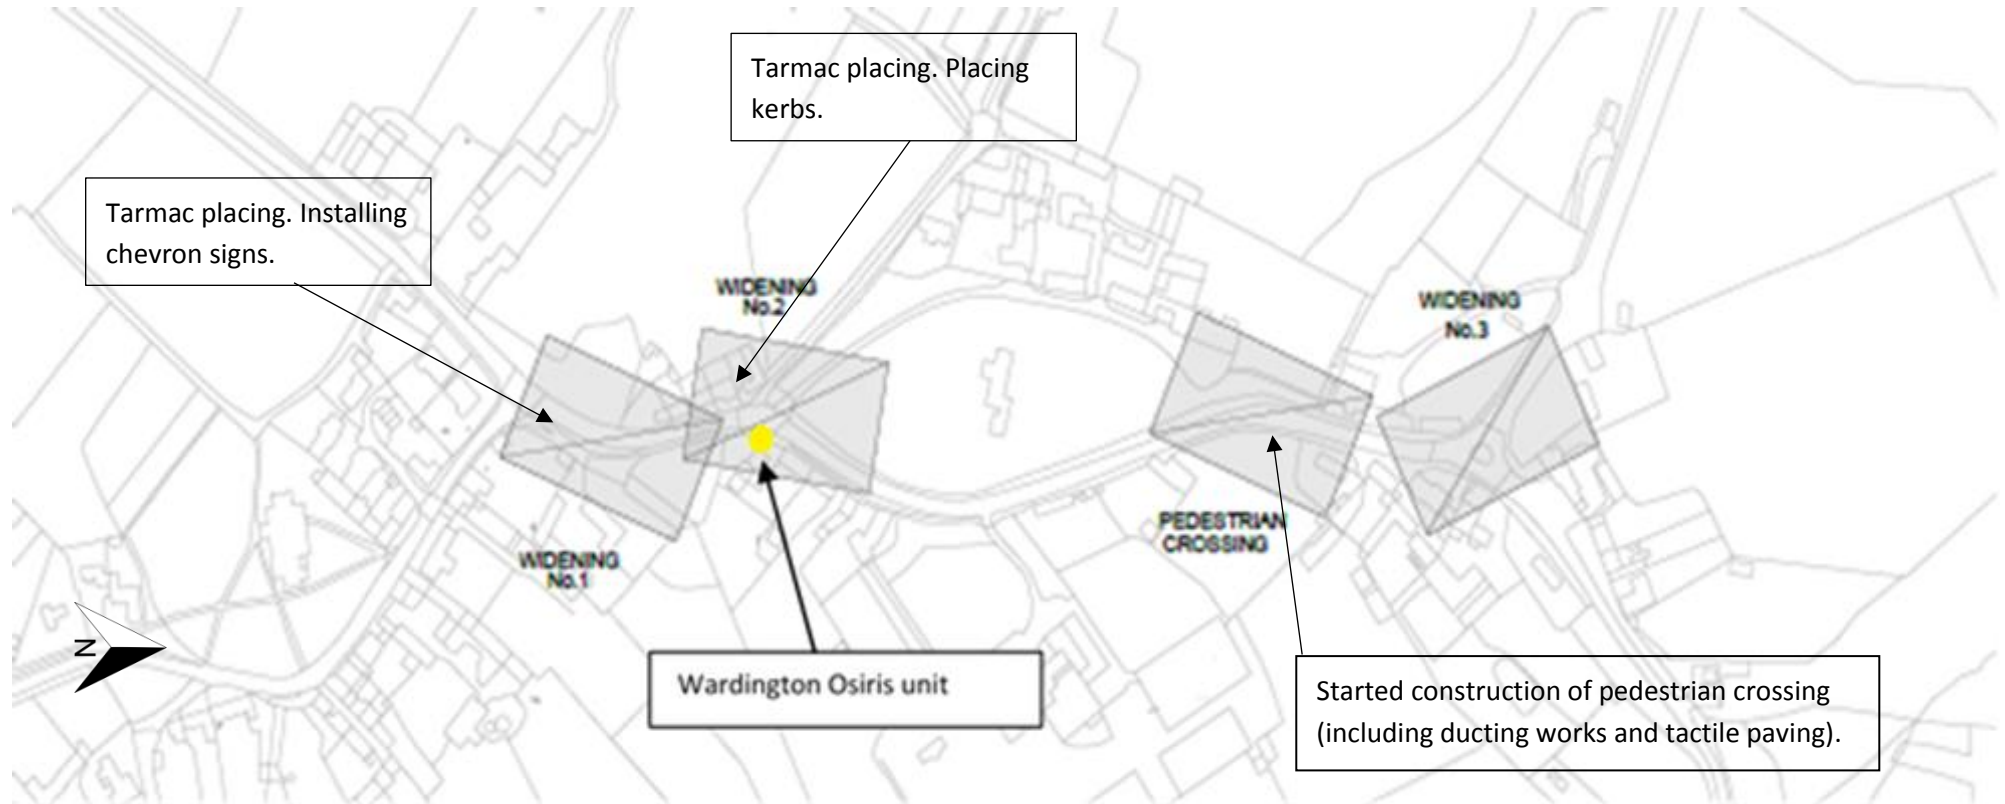 Tarmac placing. Placing
kerbs.
Tarmac placing. Installing
chevron signs.
WIDENING
No.2
WIDENING
No.3
PEDESTRIAN
CROSSING
WIDENING
No.1
N
Wardington Osiris unit
Started construction of pedestrian crossing
(including ducting works and tactile paving).